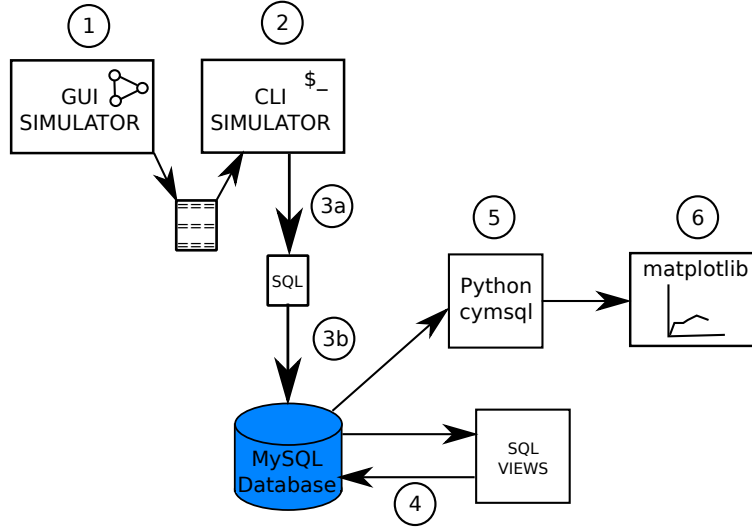 1
2
GUI
SIMULATOR
$_
CLI
SIMULATOR
3a
SQL
3b
5
6
Python
cymsql
matplotlib
MySQL
Database
SQL
VIEWS
4